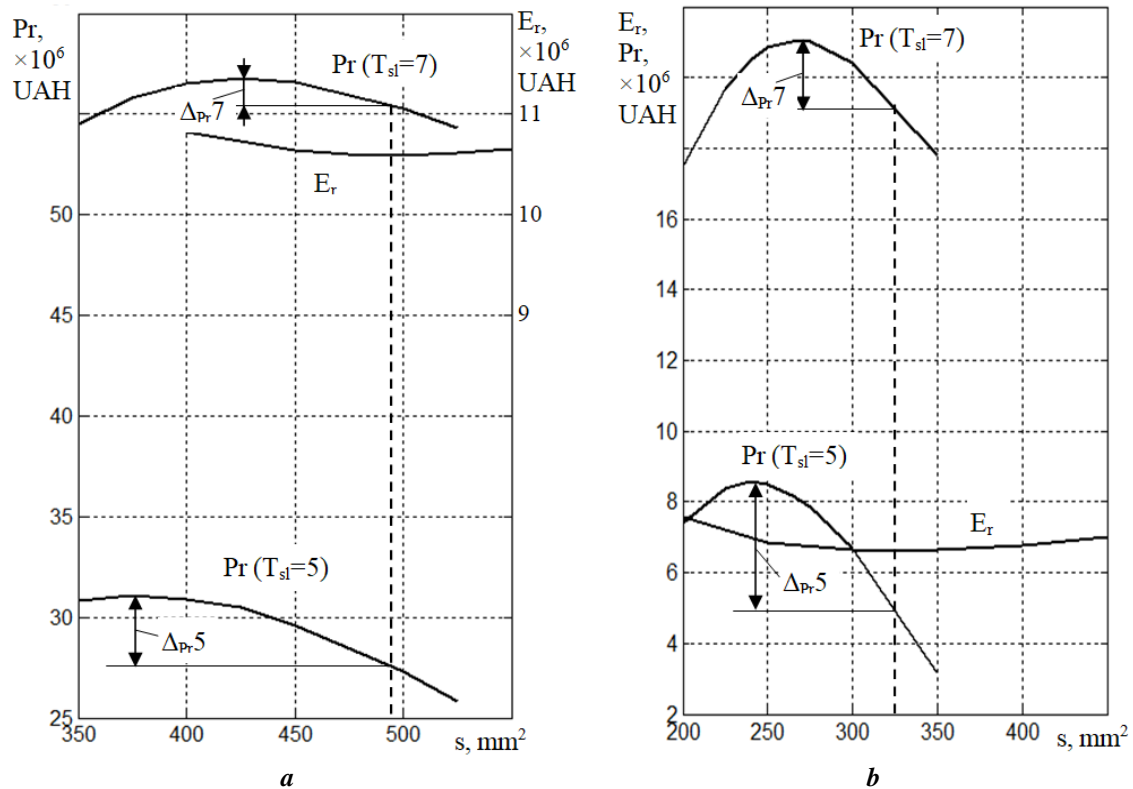 Pr,
×10⁶
UAH
E_r,
×10⁶
UAH
Pr (T_sl=7)
Δ_Pr7
11
E_r
50
10
45
9
40
35
Pr (T_sl=5)
30
Δ_Pr5
25
350
400
450
500
s, mm²
a
E_r,
Pr,
×10⁶
UAH
Pr (T_sl=7)
Δ_Pr7
16
14
12
10
Pr (T_sl=5)
8
E_r
6
Δ_Pr5
4
2
200
250
300
350
400
s, mm²
b